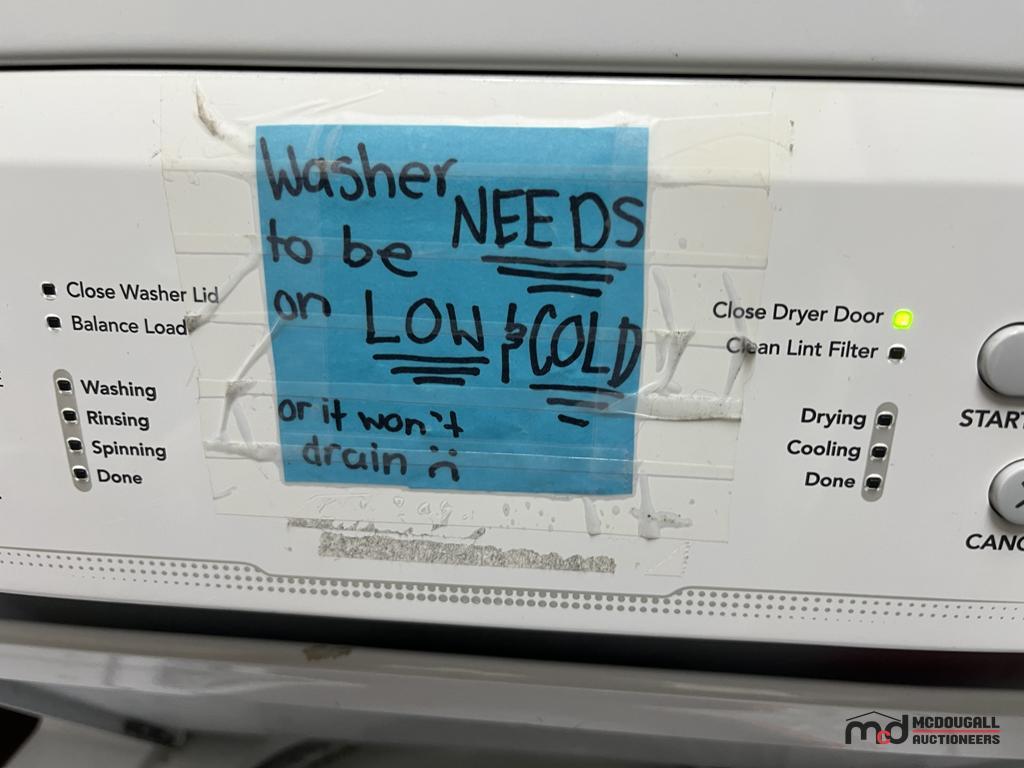 Washer NEEDS
to be
on LOW & COLD
or it won't
drain :(
Close Washer Lid
Balance Load
Washing
Rinsing
Spinning
Done
Close Dryer Door
Clean Lint Filter
Drying
Cooling
Done
START
CANC
mcd MCDOUGALL
AUCTIONEERS